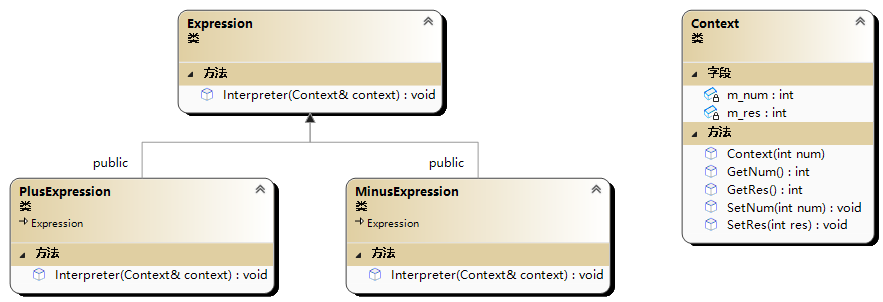 Expression
类
方法
Interpreter(Context& context) : void
public
public
PlusExpression
类
Expression
方法
Interpreter(Context& context) : void
MinusExpression
类
Expression
方法
Interpreter(Context& context) : void
Context
类
字段
m_num : int
m_res : int
方法
Context(int num)
GetNum() : int
GetRes() : int
SetNum(int num) : void
SetRes(int res) : void